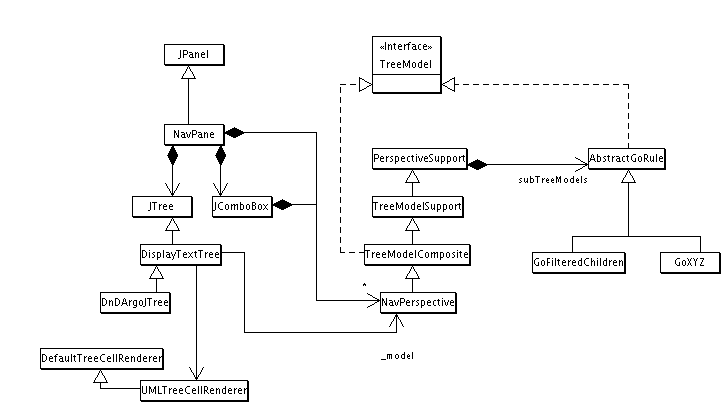 «Interface»
TreeModel
JPanel
NavPane
PerspectiveSupport
AbstractGoRule
subTreeModels
JTree
JComboBox
TreeModelSupport
DisplayTextTree
TreeModelComposite
GoFilteredChildren
GoXYZ
*
DnDArgoJTree
NavPerspective
_model
DefaultTreeCellRenderer
UMLTreeCellRenderer